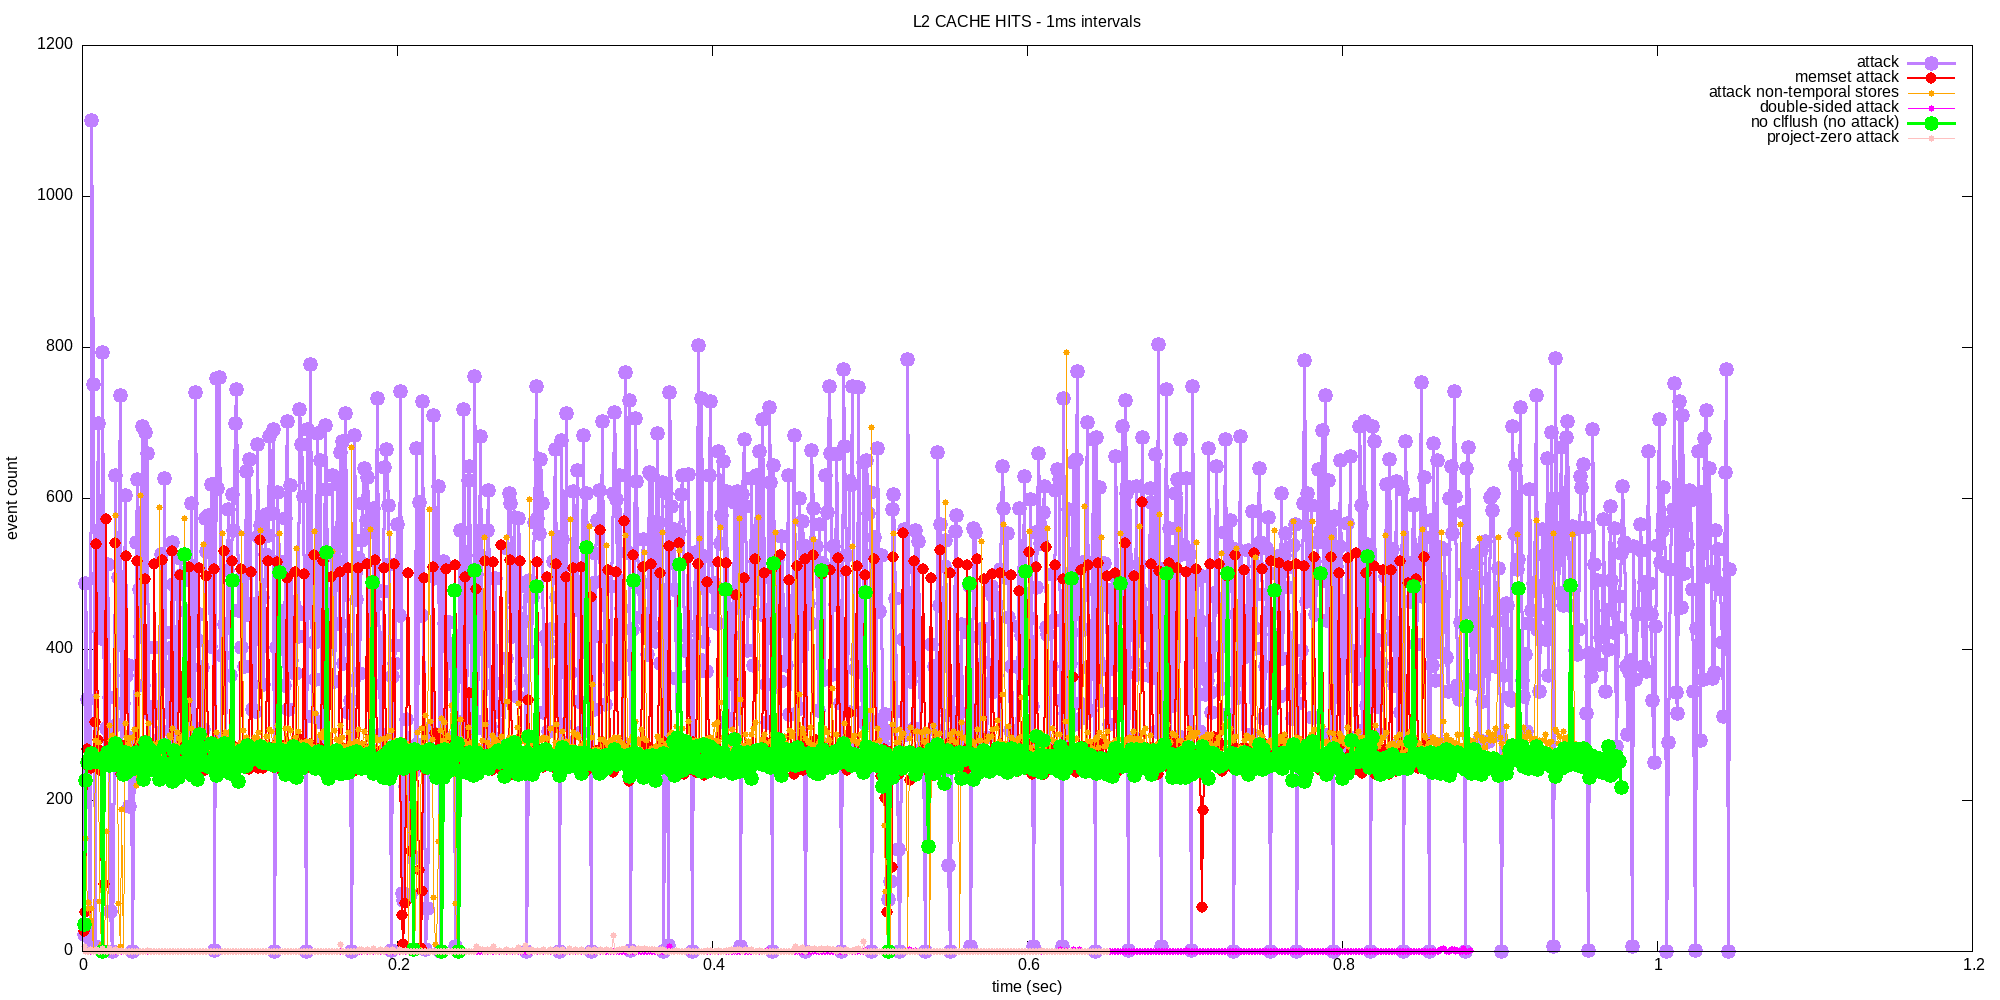 L2 CACHE HITS - 1ms intervals
1200
1000
800
600
400
200
0
event count
attack
memset attack
attack non-temporal stores
double-sided attack
no clflush (no attack)
project-zero attack
0 0.2 0.4 0.6 0.8 1 1.2
time (sec)